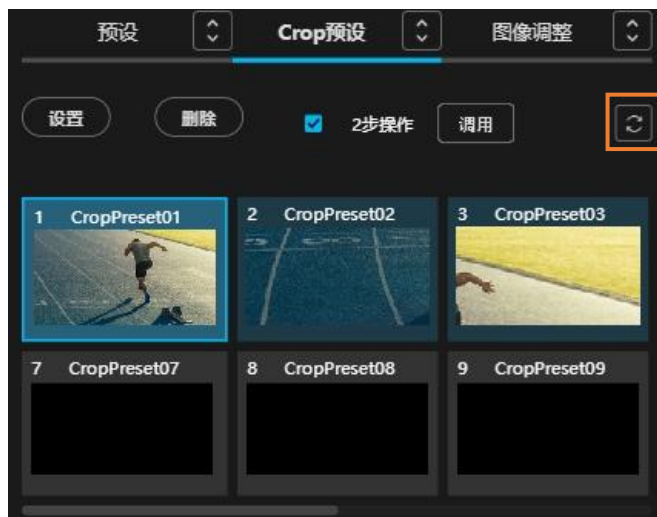 预设 Crop预设 图像调整
设置 删除 2步操作 调用
1 CropPreset01 2 CropPreset02 3 CropPreset03
7 CropPreset07 8 CropPreset08 9 CropPreset09